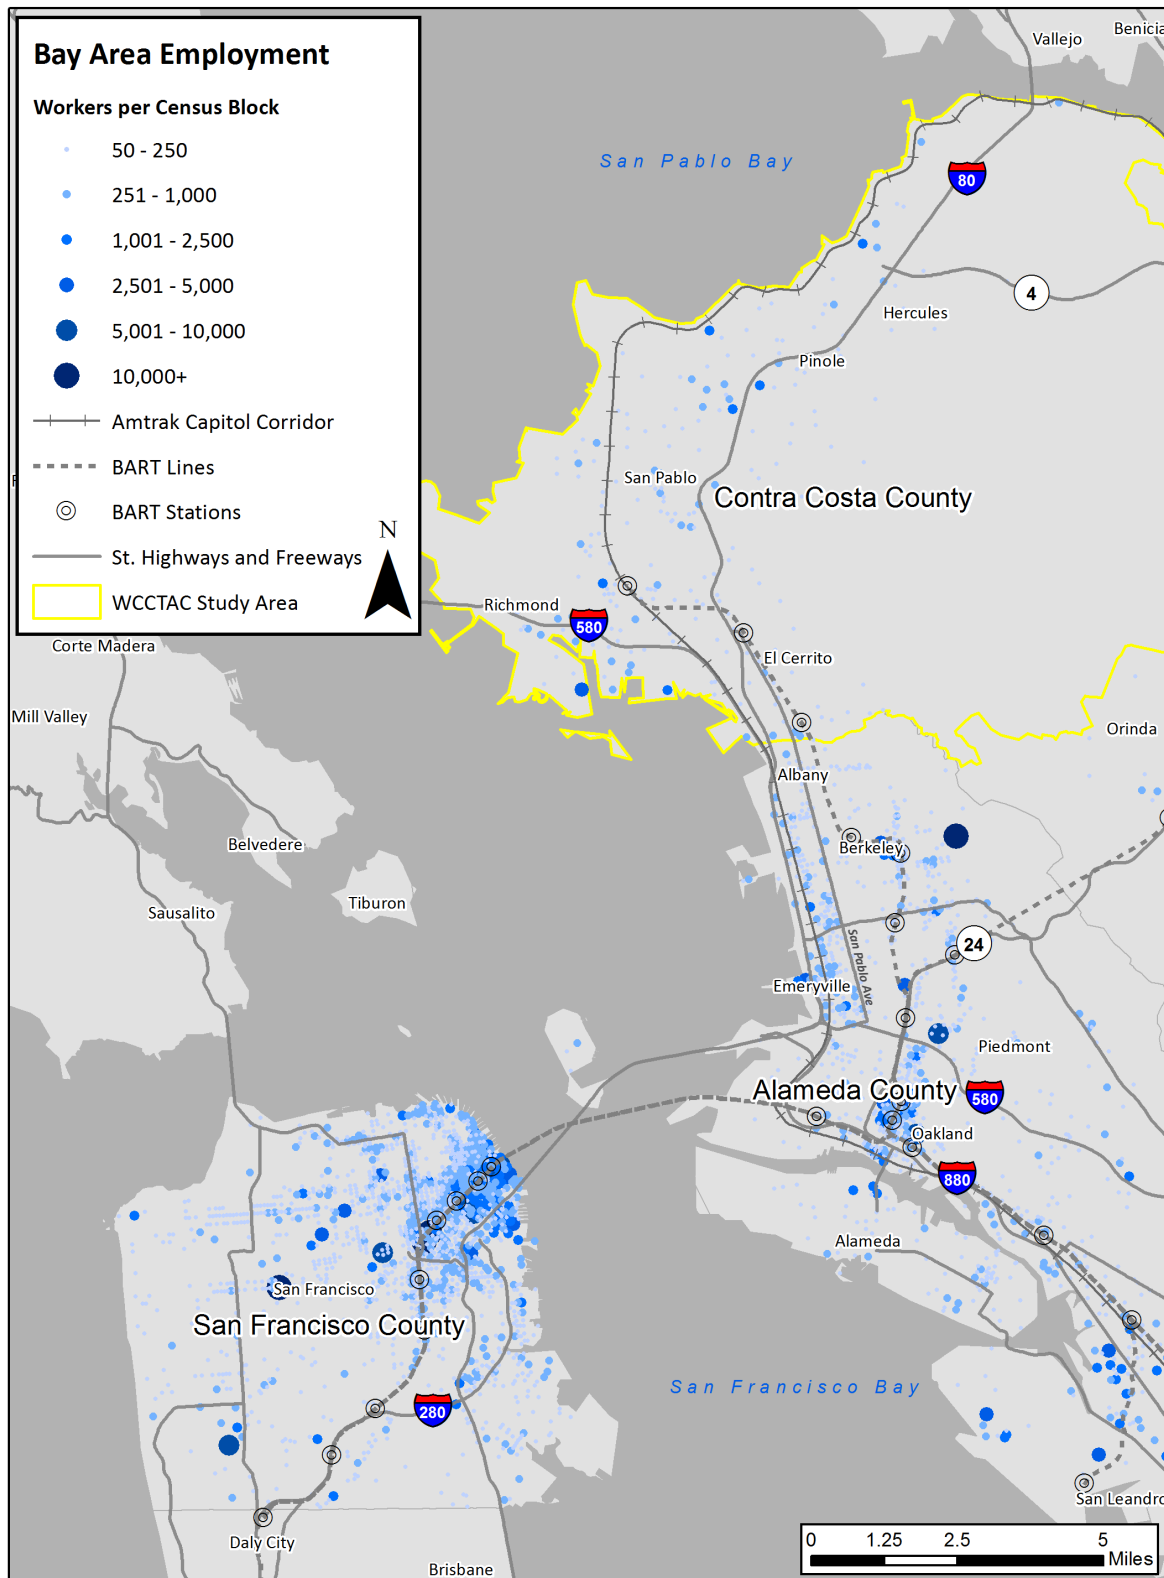 Bay Area Employment
Workers per Census Block
50 - 250
251 - 1,000
1,001 - 2,500
2,501 - 5,000
5,001 - 10,000
10,000+
Amtrak Capitol Corridor
BART Lines
BART Stations
N
St. Highways and Freeways
WCCTAC Study Area
Benicia
Vallejo
San Pablo Bay
80
4
Hercules
Pinole
San Pablo
Contra Costa County
Richmond
580
El Cerrito
Corte Madera
Mill Valley
Orinda
Albany
Belvedere
Berkeley
Tiburon
Sausalito
24
San Pablo Ave
Emeryville
Piedmont
Alameda County
580
Oakland
880
Alameda
San Francisco
San Francisco County
San Francisco Bay
280
San Leandro
Daly City
Brisbane
0 1.25 2.5 5
Miles